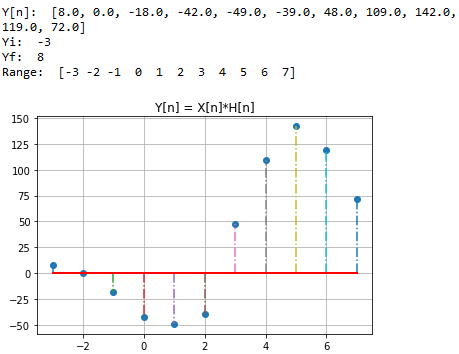 Y[n]:  [8.0, 0.0, -18.0, -42.0, -49.0, -39.0, 48.0, 109.0, 142.0,
119.0, 72.0]
Yi:  -3
Yf:  8
Range:  [-3 -2 -1  0  1  2  3  4  5  6  7]
Y[n] = X[n]*H[n]
150
125
100
75
50
25
0
−25
−50
−2 0 2 4 6